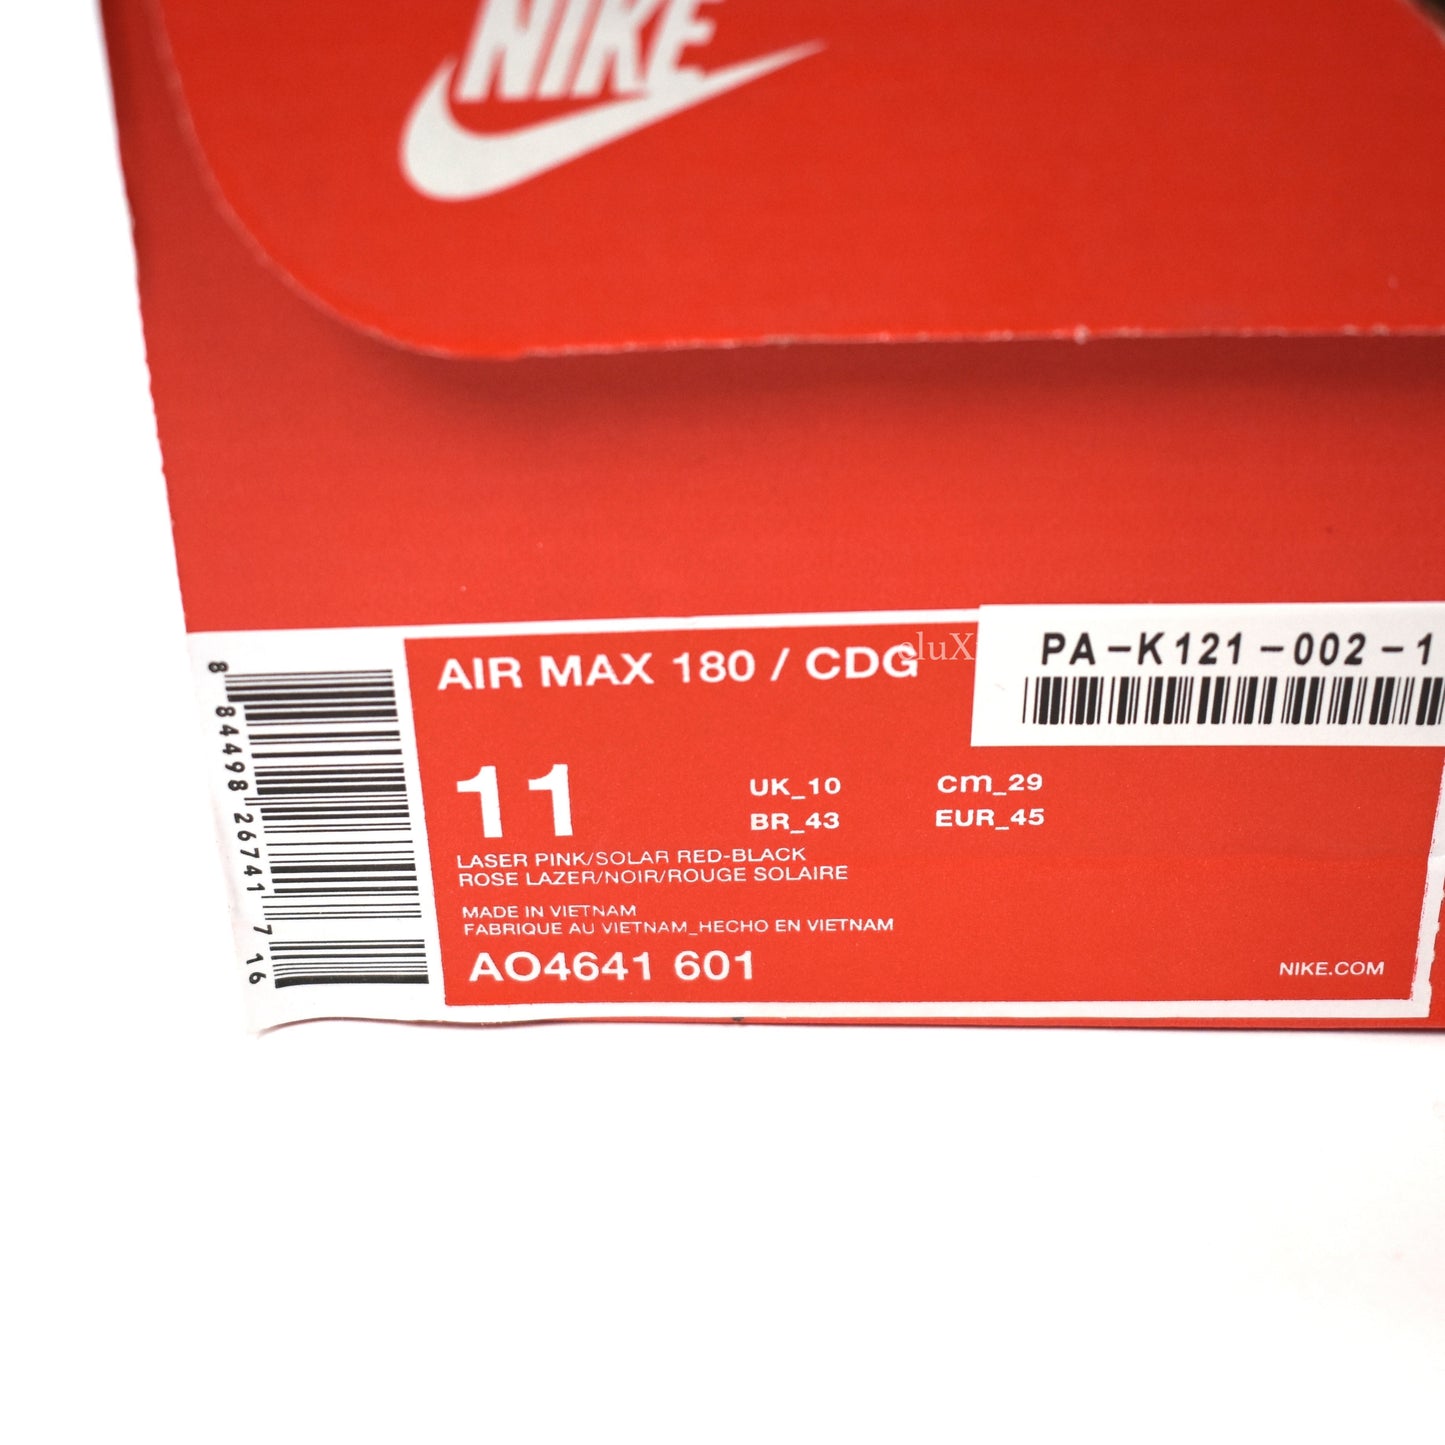 NIKE
AIR MAX 180 / CDG
eluX
PA-K121-002-1
11
UK_10
cm_29
BR_43
EUR_45
LASER PINK/SOLAR RED-BLACK
ROSE LAZER/NOIR/ROUGE SOLAIRE
MADE IN VIETNAM
FABRIQUE AU VIETNAM_HECHO EN VIETNAM
AO4641 601
NIKE.COM
8 84498 26741 7 16